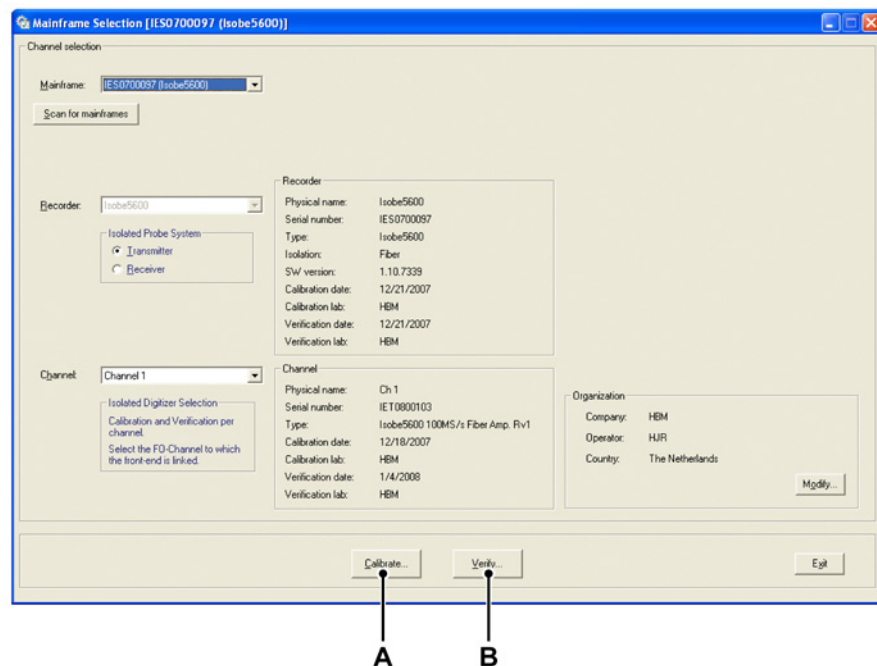 Mainframe Selection [IES0700097 (Isobe5600)]
Channel selection
Mainframe: IES0700097 (Isobe5600)
Scan for mainframes
Recorder: Isobe5600
Isolated Probe System
Transmitter
Receiver
Recorder
Physical name: Isobe5600
Serial number: IES0700097
Type: Isobe5600
Isolation: Fiber
SW version: 1.10.7339
Calibration date: 12/21/2007
Calibration lab: HBM
Verification date: 12/21/2007
Verification lab: HBM
Channel: Channel 1
Isolated Digitizer Selection
Calibration and Verification per
channel.
Select the FO-Channel to which
the front-end is linked.
Channel
Physical name: Ch 1
Serial number: IET0800103
Type: Isobe5600 100MS/s Fiber Amp. Rv1
Calibration date: 12/18/2007
Calibration lab: HBM
Verification date: 1/4/2008
Verification lab: HBM
Organization
Company: HBM
Operator: HJR
Country: The Netherlands
Modify...
Calibrate... Verify... Exit
A B